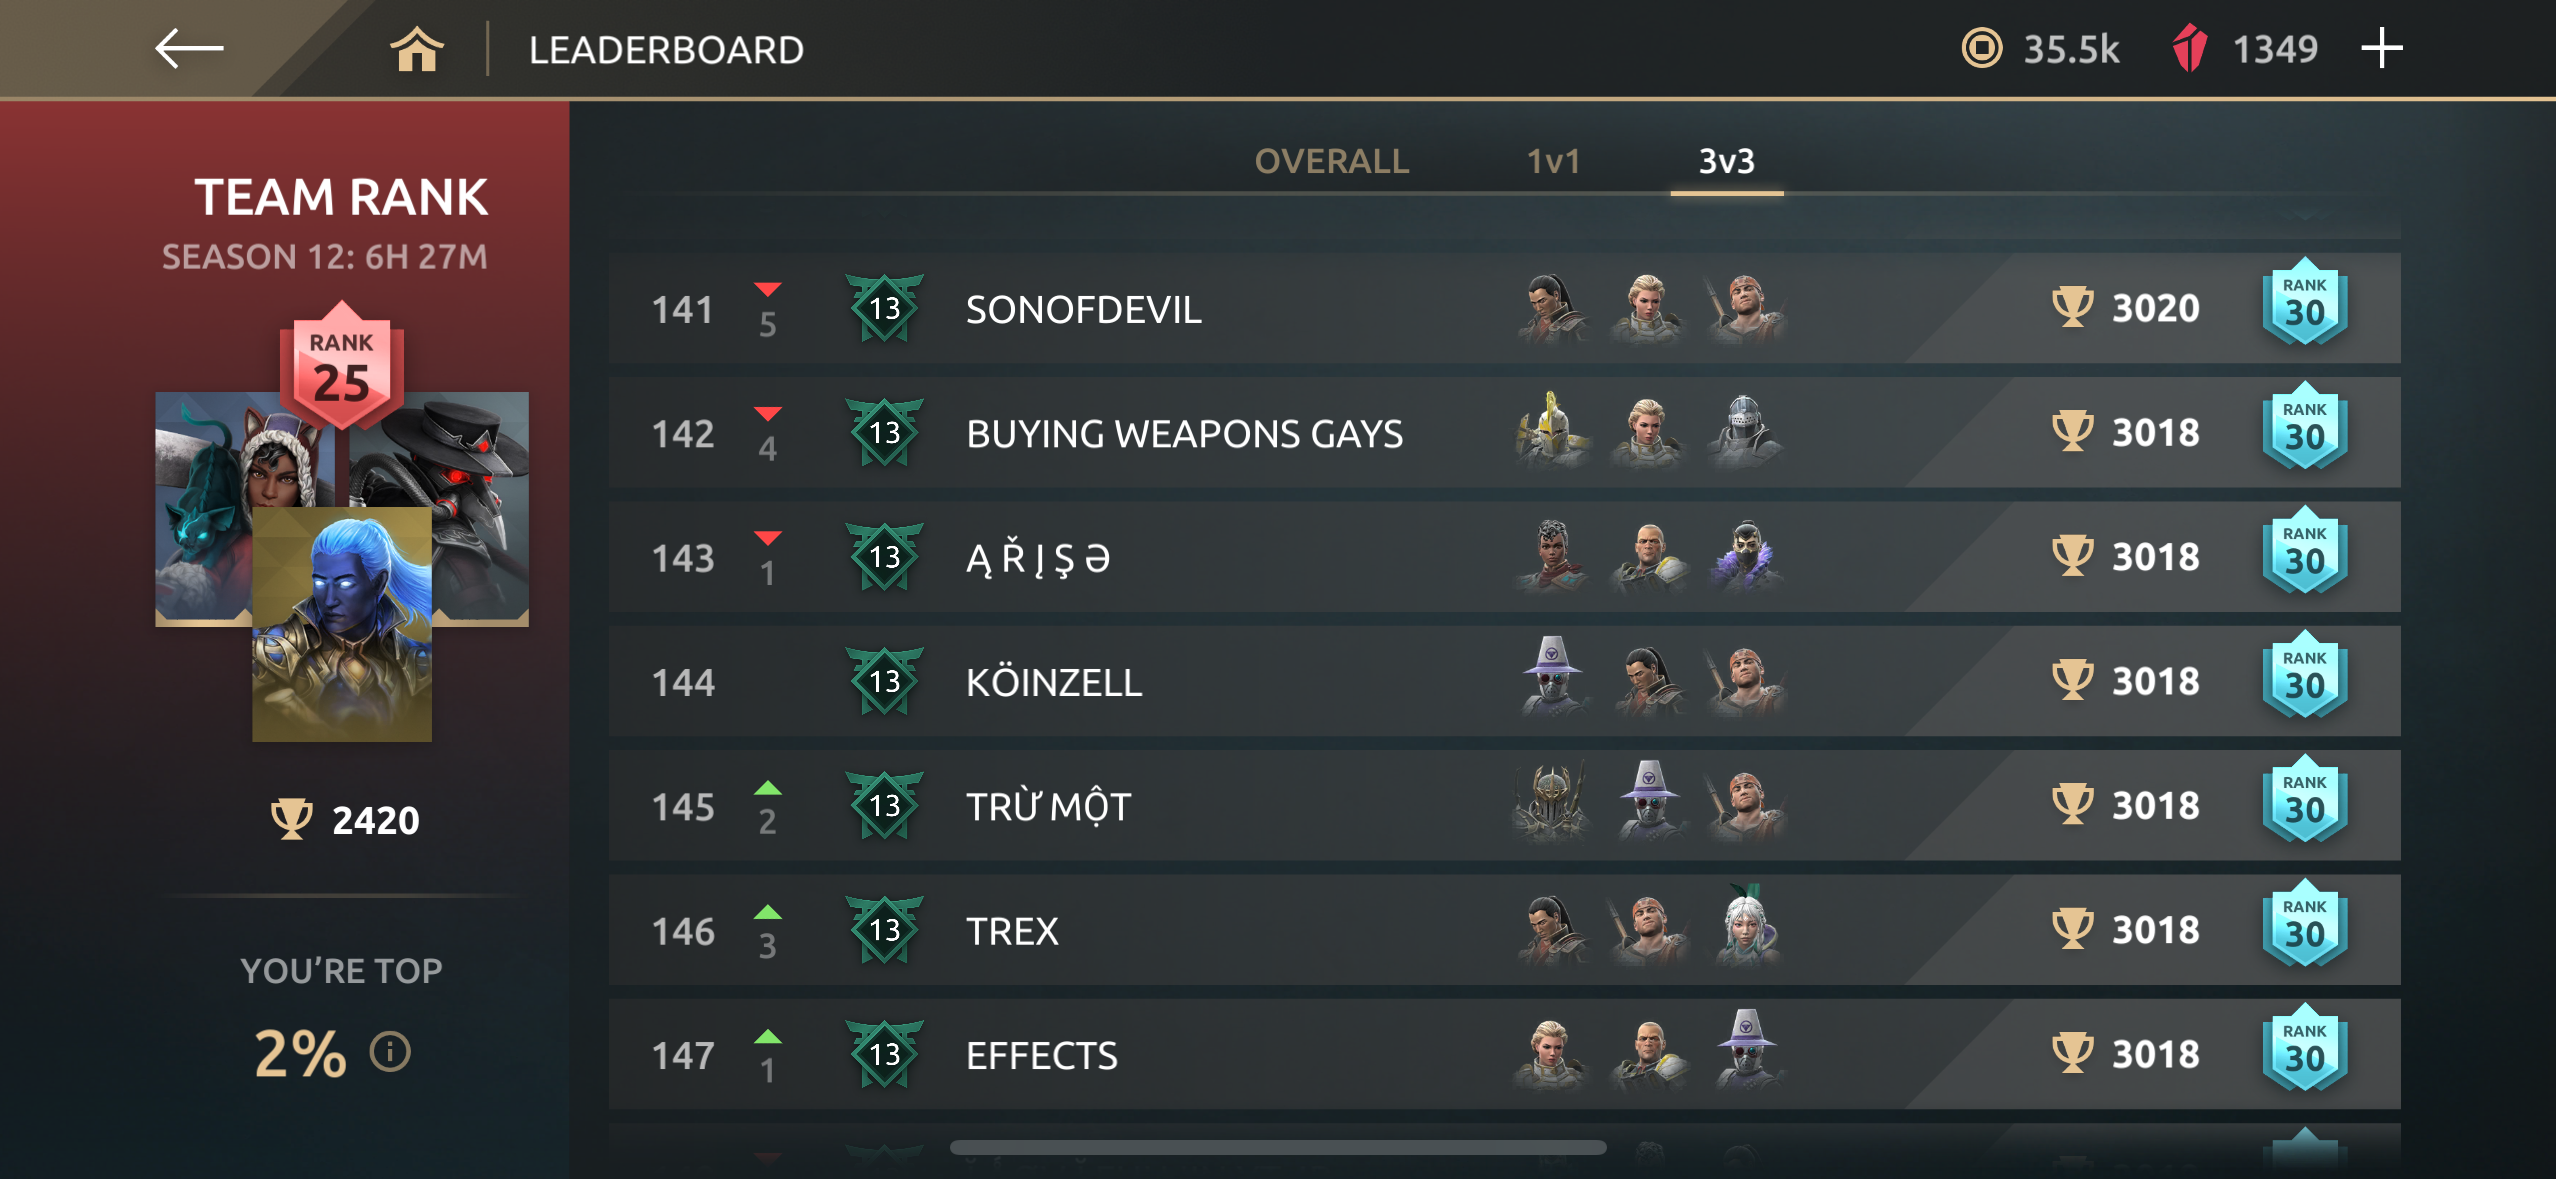 LEADERBOARD
35.5k
1349
TEAM RANK
SEASON 12: 6H 27M
RANK
25
2420
YOU'RE TOP
2%
OVERALL 1v1 3v3
141 5 13 SONOFDEVIL 3020 RANK 30
142 4 13 BUYING WEAPONS GAYS 3018 RANK 30
143 1 13 Ą Ř Į Ş Ə 3018 RANK 30
144 13 KÖINZELL 3018 RANK 30
145 2 13 TRỪ MỘT 3018 RANK 30
146 3 13 TREX 3018 RANK 30
147 1 13 EFFECTS 3018 RANK 30